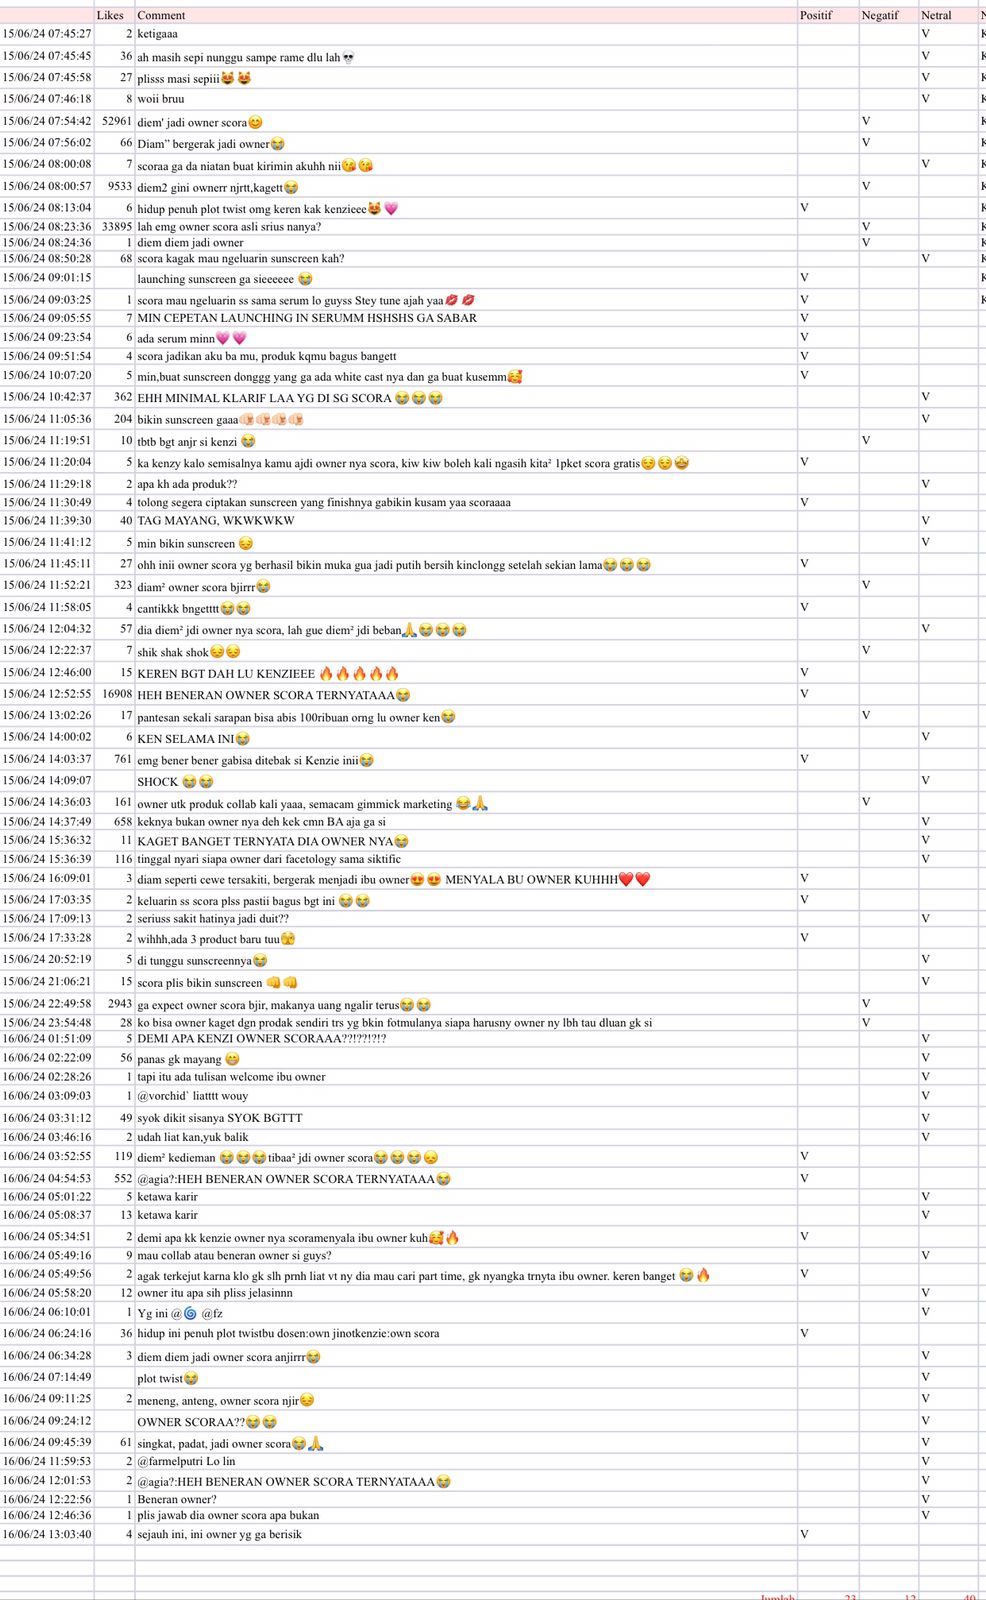 Likes Comment Positif Negatif Netral N
15/06/24 07:45:27 2 ketigaaa V K
15/06/24 07:45:45 36 ah masih sepi nunggu sampe rame dlu lah💀 V K
15/06/24 07:45:58 27 plisss masi sepiii😻😻 V K
15/06/24 07:46:18 8 woii bruu V K
15/06/24 07:54:42 52961 diem' jadi owner scora😊 V K
15/06/24 07:56:02 66 Diam” bergerak jadi owner😭 V K
15/06/24 08:00:08 7 scoraa ga da niatan buat kirimin akuhh nii😘😘 V K
15/06/24 08:00:57 9533 diem2 gini ownerr njrtt,kagett😭 V K
15/06/24 08:13:04 6 hidup penuh plot twist omg keren kak kenzieee😻💗 V K
15/06/24 08:23:36 33895 lah emg owner scora asli srius nanya? V K
15/06/24 08:24:36 1 diem diem jadi owner V K
15/06/24 08:50:28 68 scora kagak mau ngeluarin sunscreen kah? V K
15/06/24 09:01:15 launching sunscreen ga sieeeeee 😭 V K
15/06/24 09:03:25 1 scora mau ngeluarin ss sama serum lo guyss Stey tune ajah yaa💋💋 V K
15/06/24 09:05:55 7 MIN CEPETAN LAUNCHING IN SERUMM HSHSHS GA SABAR V
15/06/24 09:23:54 6 ada serum minn💗💗 V
15/06/24 09:51:54 4 scora jadikan aku ba mu, produk kqmu bagus bangett V
15/06/24 10:07:20 5 min,buat sunscreen donggg yang ga ada white cast nya dan ga buat kusemm🥰 V
15/06/24 10:42:37 362 EHH MINIMAL KLARIF LAA YG DI SG SCORA 😭😭😭 V
15/06/24 11:05:36 204 bikin sunscreen gaaa🫵🏻🫵🏻🫵🏻🫵🏻 V
15/06/24 11:19:51 10 tbtb bgt anjr si kenzi 😭 V
15/06/24 11:20:04 5 ka kenzy kalo semisalnya kamu ajdi owner nya scora, kiw kiw boleh kali ngasih kita² 1pket scora gratis😏😏🤩 V
15/06/24 11:29:18 2 apa kh ada produk?? V
15/06/24 11:30:49 4 tolong segera ciptakan sunscreen yang finishnya gabikin kusam yaa scoraaaa V
15/06/24 11:39:30 40 TAG MAYANG, WKWKWKW V
15/06/24 11:41:12 5 min bikin sunscreen 😔 V
15/06/24 11:45:11 27 ohh inii owner scora yg berhasil bikin muka gua jadi putih bersih kinclongg setelah sekian lama😭😭😭 V
15/06/24 11:52:21 323 diam² owner scora bjirrr😭 V
15/06/24 11:58:05 4 cantikkk bngetttt😭😭 V
15/06/24 12:04:32 57 dia diem² jdi owner nya scora, lah gue diem² jdi beban🙏😭😭😭 V
15/06/24 12:22:37 7 shik shak shok😔😔 V
15/06/24 12:46:00 15 KEREN BGT DAH LU KENZIEEE 🔥🔥🔥🔥🔥 V
15/06/24 12:52:55 16908 HEH BENERAN OWNER SCORA TERNYATAAA😭 V
15/06/24 13:02:26 17 pantesan sekali sarapan bisa abis 100ribuan orng lu owner ken😭 V
15/06/24 14:00:02 6 KEN SELAMA INI😭 V
15/06/24 14:03:37 761 emg bener bener gabisa ditebak si Kenzie inii😭 V
15/06/24 14:09:07 SHOCK 😭😭 V
15/06/24 14:36:03 161 owner utk produk collab kali yaaa, semacam gimmick marketing 😂🙏 V
15/06/24 14:37:49 658 keknya bukan owner nya deh kek cmn BA aja ga si V
15/06/24 15:36:32 11 KAGET BANGET TERNYATA DIA OWNER NYA😭 V
15/06/24 15:36:39 116 tinggal nyari siapa owner dari facetology sama siktific V
15/06/24 16:09:01 3 diam seperti cewe tersakiti, bergerak menjadi ibu owner😍😍 MENYALA BU OWNER KUHHH❤️❤️ V
15/06/24 17:03:35 2 keluarin ss scora plss pastii bagus bgt ini 😭😭 V
15/06/24 17:09:13 2 seriuss sakit hatinya jadi duit?? V
15/06/24 17:33:28 2 wihhh,ada 3 product baru tuu🫣 V
15/06/24 20:52:19 5 di tunggu sunscreennya😭 V
15/06/24 21:06:21 15 scora plis bikin sunscreen 👊👊 V
15/06/24 22:49:58 2943 ga expect owner scora bjir, makanya uang ngalir terus😭😭 V
15/06/24 23:54:48 28 ko bisa owner kaget dgn prodak sendiri trs yg bkin fotmulanya siapa harusny owner ny lbh tau dluan gk si V
16/06/24 01:51:09 5 DEMI APA KENZI OWNER SCORAAA??!??!?!? V
16/06/24 02:22:09 56 panas gk mayang 😁 V
16/06/24 02:28:26 1 tapi itu ada tulisan welcome ibu owner V
16/06/24 03:09:03 1 @vorchid` liatttt wouy V
16/06/24 03:31:12 49 syok dikit sisanya SYOK BGTTT V
16/06/24 03:46:16 2 udah liat kan,yuk balik V
16/06/24 03:52:55 119 diem² kedieman 😭😭😭tibaa² jdi owner scora😭😭😭😞 V
16/06/24 04:54:53 552 @agia?:HEH BENERAN OWNER SCORA TERNYATAAA😭 V
16/06/24 05:01:22 5 ketawa karir V
16/06/24 05:08:37 13 ketawa karir V
16/06/24 05:34:51 2 demi apa kk kenzie owner nya scoramenyala ibu owner kuh🥰🔥 V
16/06/24 05:49:16 9 mau collab atau beneran owner si guys? V
16/06/24 05:49:56 2 agak terkejut karna klo gk slh prnh liat vt ny dia mau cari part time, gk nyangka trnyta ibu owner. keren banget 😭🔥 V
16/06/24 05:58:20 12 owner itu apa sih pliss jelasinnn V
16/06/24 06:10:01 1 Yg ini @🌀 @fz V
16/06/24 06:24:16 36 hidup ini penuh plot twistbu dosen:own jinotkenzie:own scora V
16/06/24 06:34:28 3 diem diem jadi owner scora anjirrr😭 V
16/06/24 07:14:49 plot twist😭 V
16/06/24 09:11:25 2 meneng, anteng, owner scora njir😔 V
16/06/24 09:24:12 OWNER SCORAA??😭😭 V
16/06/24 09:45:39 61 singkat, padat, jadi owner scora😭🙏 V
16/06/24 11:59:53 2 @farmelputri Lo lin V
16/06/24 12:01:53 2 @agia?:HEH BENERAN OWNER SCORA TERNYATAAA😭 V
16/06/24 12:22:56 1 Beneran owner? V
16/06/24 12:46:36 1 plis jawab dia owner scora apa bukan V
16/06/24 13:03:40 4 sejauh ini, ini owner yg ga berisik V
Jumlah 23 12 40